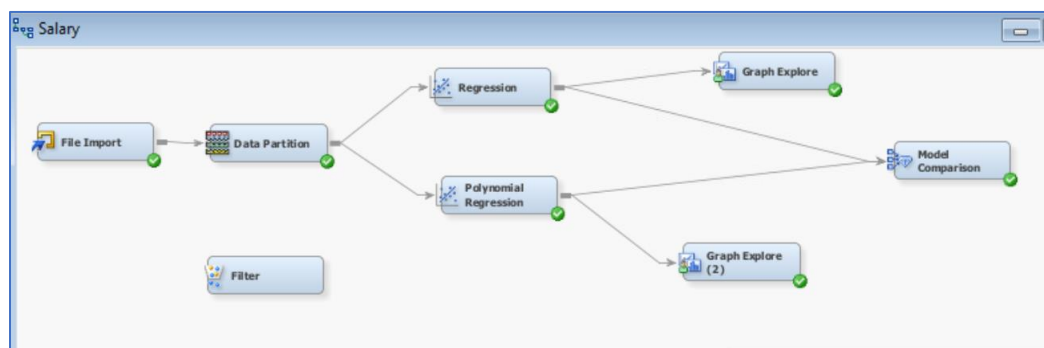 Salary
File Import
Data Partition
Regression
Graph Explore
Polynomial
Regression
Model
Comparison
Filter
Graph Explore
(2)